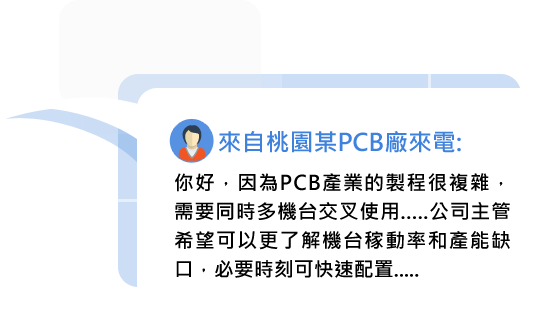 來自桃園某PCB廠來電:
你好，因為PCB產業的製程很複雜，
需要同時多機台交叉使用.....公司主管
希望可以更了解機台稼動率和產能缺
口，必要時刻可快速配置.....